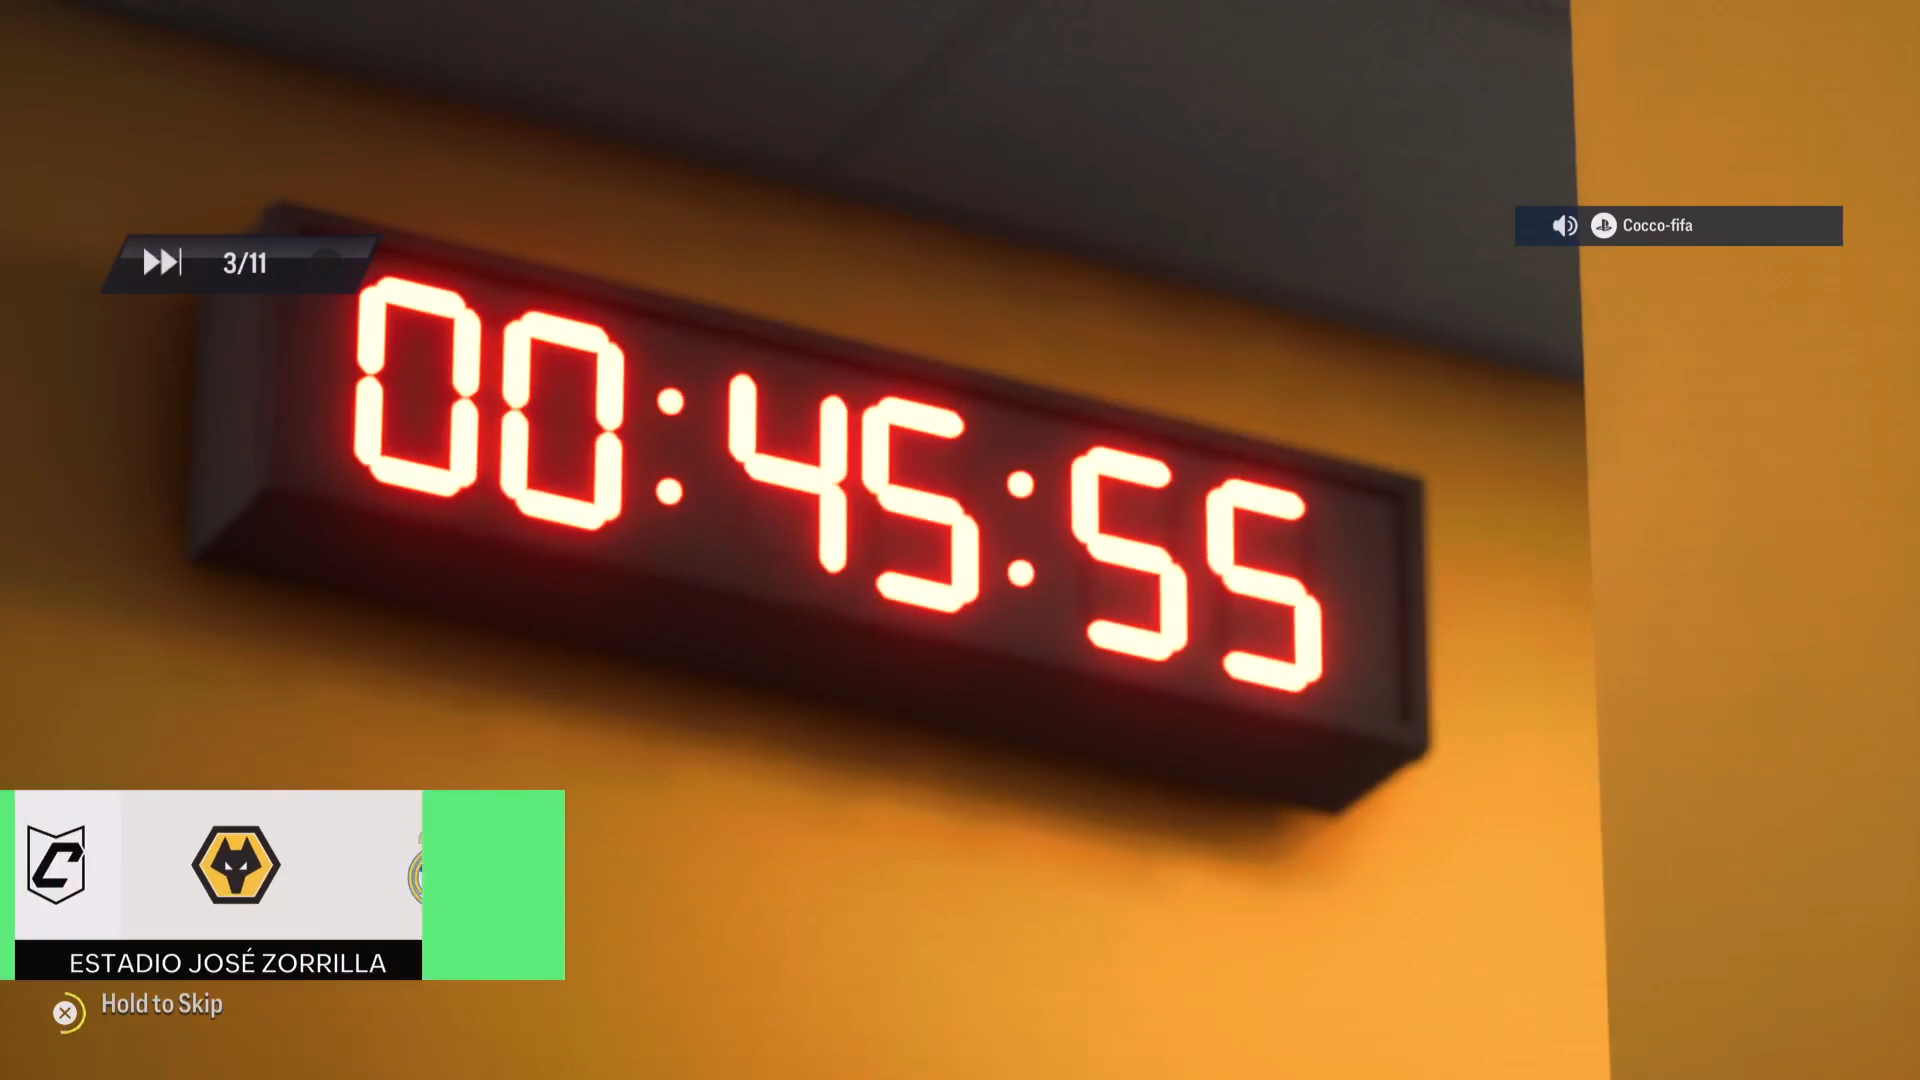 3/11
Cocco-fifa
00:45:55
ESTADIO JOSÉ ZORRILLA
Hold to Skip